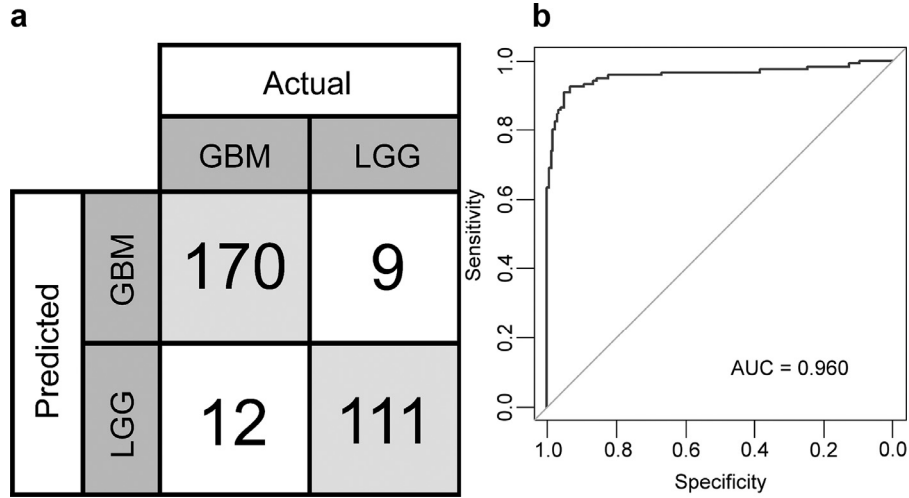 a
Actual
GBM LGG
Predicted
GBM
170 9
LGG
12 111
b
Sensitivity
1.0
0.8
0.6
0.4
0.2
0.0
AUC = 0.960
1.0 0.8 0.6 0.4 0.2 0.0
Specificity